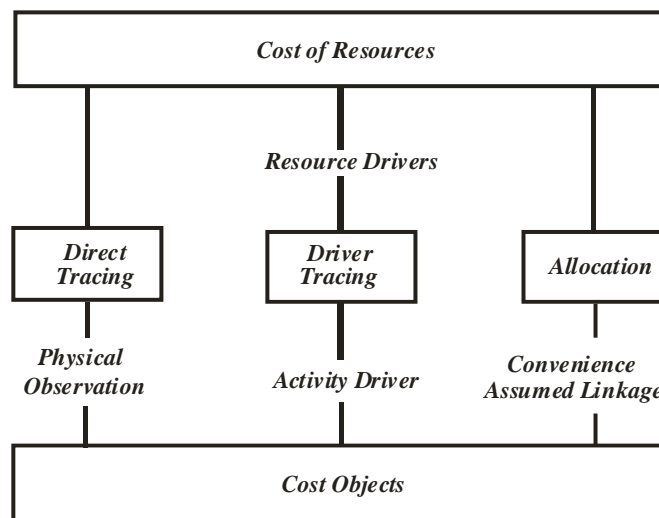 Cost of Resources
Resource Drivers
Direct
Tracing
Driver
Tracing
Allocation
Physical
Observation
Activity Driver
Convenience
Assumed Linkage
Cost Objects